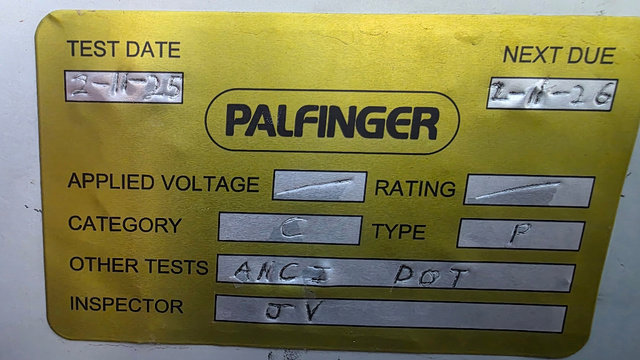 TEST DATE NEXT DUE
2-11-25 2-11-26
PALFINGER
APPLIED VOLTAGE RATING
CATEGORY C TYPE P
OTHER TESTS ANCI DOT
INSPECTOR JV